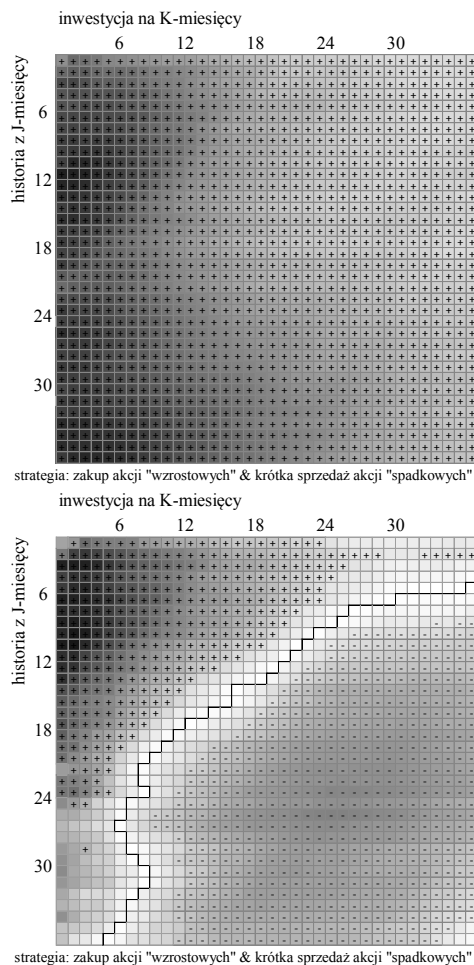 inwestycja na K-miesięcy
6 12 18 24 30
historia z J-miesięcy
6
12
18
24
30
strategia: zakup akcji "wzrostowych" & krótka sprzedaż akcji "spadkowych"
inwestycja na K-miesięcy
6 12 18 24 30
historia z J-miesięcy
6
12
18
24
30
strategia: zakup akcji "wzrostowych" & krótka sprzedaż akcji "spadkowych"